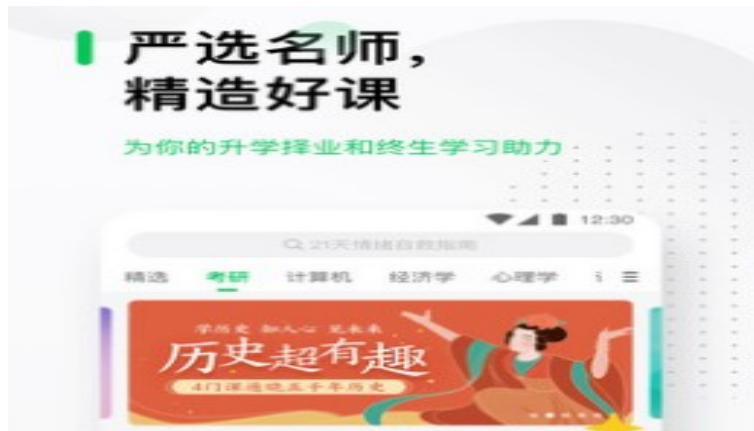 严选名师,
精造好课
为你的升学择业和终生学习助力
12:30
21天情绪自救指南
精选 考研 计算机 经济学 心理学
学历史 知人心 见未来
历史超有趣
4门课通晓五千年历史